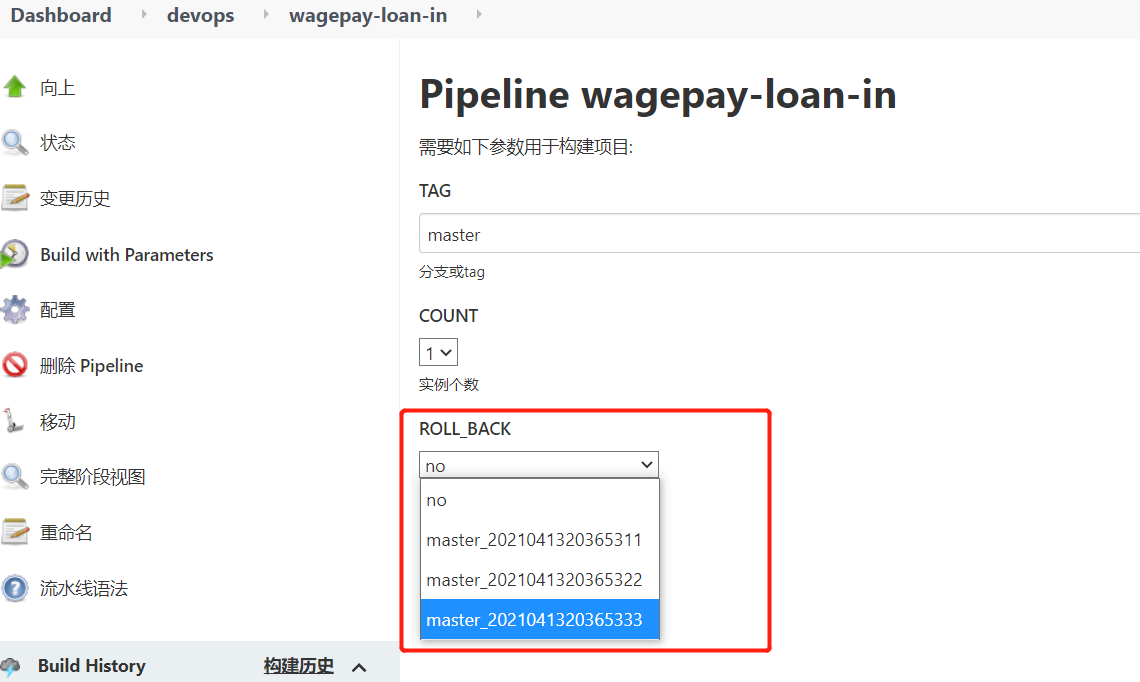 Dashboard devops wagepay-loan-in
向上
状态
变更历史
Build with Parameters
配置
删除 Pipeline
移动
完整阶段视图
重命名
流水线语法
Build History 构建历史
Pipeline wagepay-loan-in
需要如下参数用于构建项目:
TAG
master
分支或tag
COUNT
1
实例个数
ROLL_BACK
no
no
master_2021041320365311
master_2021041320365322
master_2021041320365333